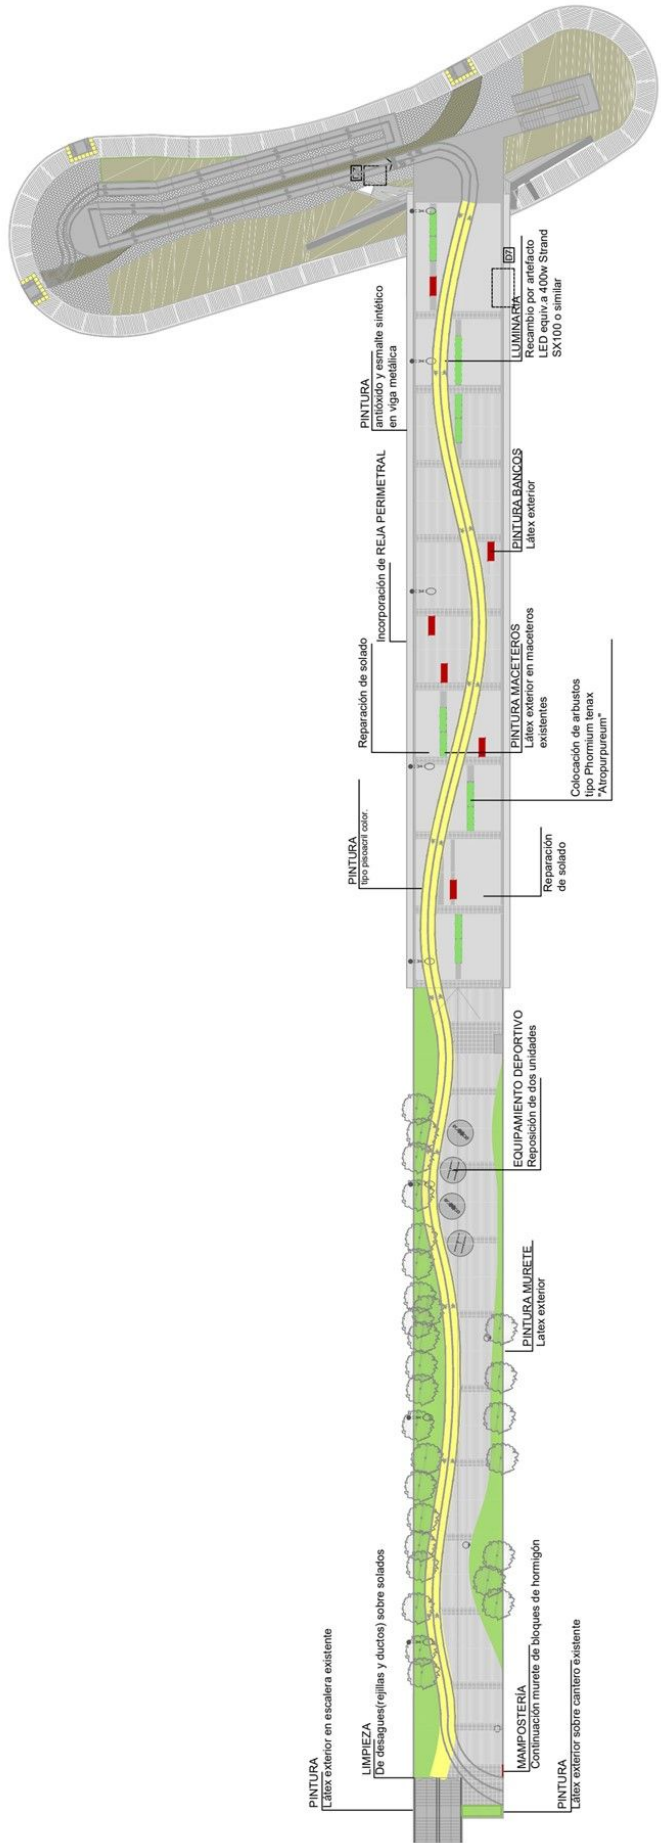 PINTURA
Látex exterior en escalera existente
LIMPIEZA
De desagues(rejillas y ductos) sobre solados
PINTURA
tipo pisoacril color.
Reparación de solado
Incorporación de REJA PERIMETRAL
PINTURA
antióxido y esmalte sintético
en viga metálica
PINTURA
Látex exterior sobre cantero existente
MAMPOSTERÍA
Continuación murete de bloques de hormigón
PINTURA MURETE
Latex exterior
EQUIPAMIENTO DEPORTIVO
Reposición de dos unidades
Reparación
de solado
Colocación de arbustos
tipo Phormium tenax
"Atropurpureum"
PINTURA MACETEROS
Látex exterior en maceteros
existentes
PINTURA BANCOS
Látex exterior
LUMINARIA
Recambio por artefacto
LED equiv.a 400w Strand
SX100 o similar
D7